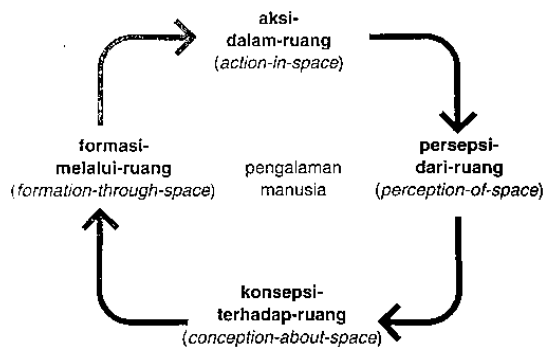 aksi-
dalam-ruang
(action-in-space)
formasi-
melalui-ruang
(formation-through-space)
pengalaman
manusia
persepsi-
dari-ruang
(perception-of-space)
konsepsi-
terhadap-ruang
(conception-about-space)